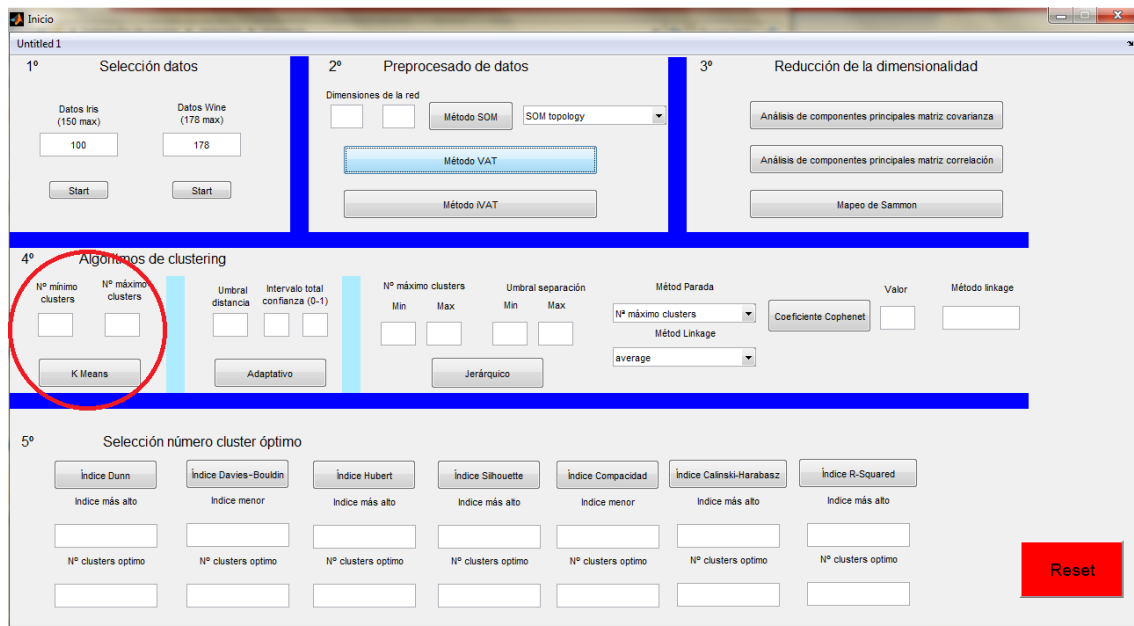 Inicio
Untitled 1
1º Selección datos
Datos Iris
(150 max)
Datos Wine
(178 max)
100
178
Start
Start
2º Preprocesado de datos
Dimensiones de la red
Método SOM
SOM topology
Método VAT
Método iVAT
3º Reducción de la dimensionalidad
Análisis de componentes principales matriz covarianza
Análisis de componentes principales matriz correlación
Mapeo de Sammon
4º Algoritmos de clustering
Nº mínimo
clusters
Nº máximo
clusters
K Means
Umbral
distancia
Intervalo total
confianza (0-1)
Adaptativo
Nº máximo clusters
Min Max
Umbral separación
Min Max
Jerárquico
Métod Parada
Nª máximo clusters
Métod Linkage
average
Coeficiente Cophenet
Valor
Método linkage
5º Selección número cluster óptimo
Índice Dunn
Índice Davies-Bouldin
Índice Hubert
Índice Silhouette
Índice Compacidad
Índice Calinski-Harabasz
Índice R-Squared
Indice más alto
Indice menor
Indice más alto
Indice más alto
Indice menor
Indice más alto
Indice más alto
Nº clusters optimo
Nº clusters optimo
Nº clusters optimo
Nº clusters optimo
Nº clusters optimo
Nº clusters optimo
Nº clusters optimo
Reset